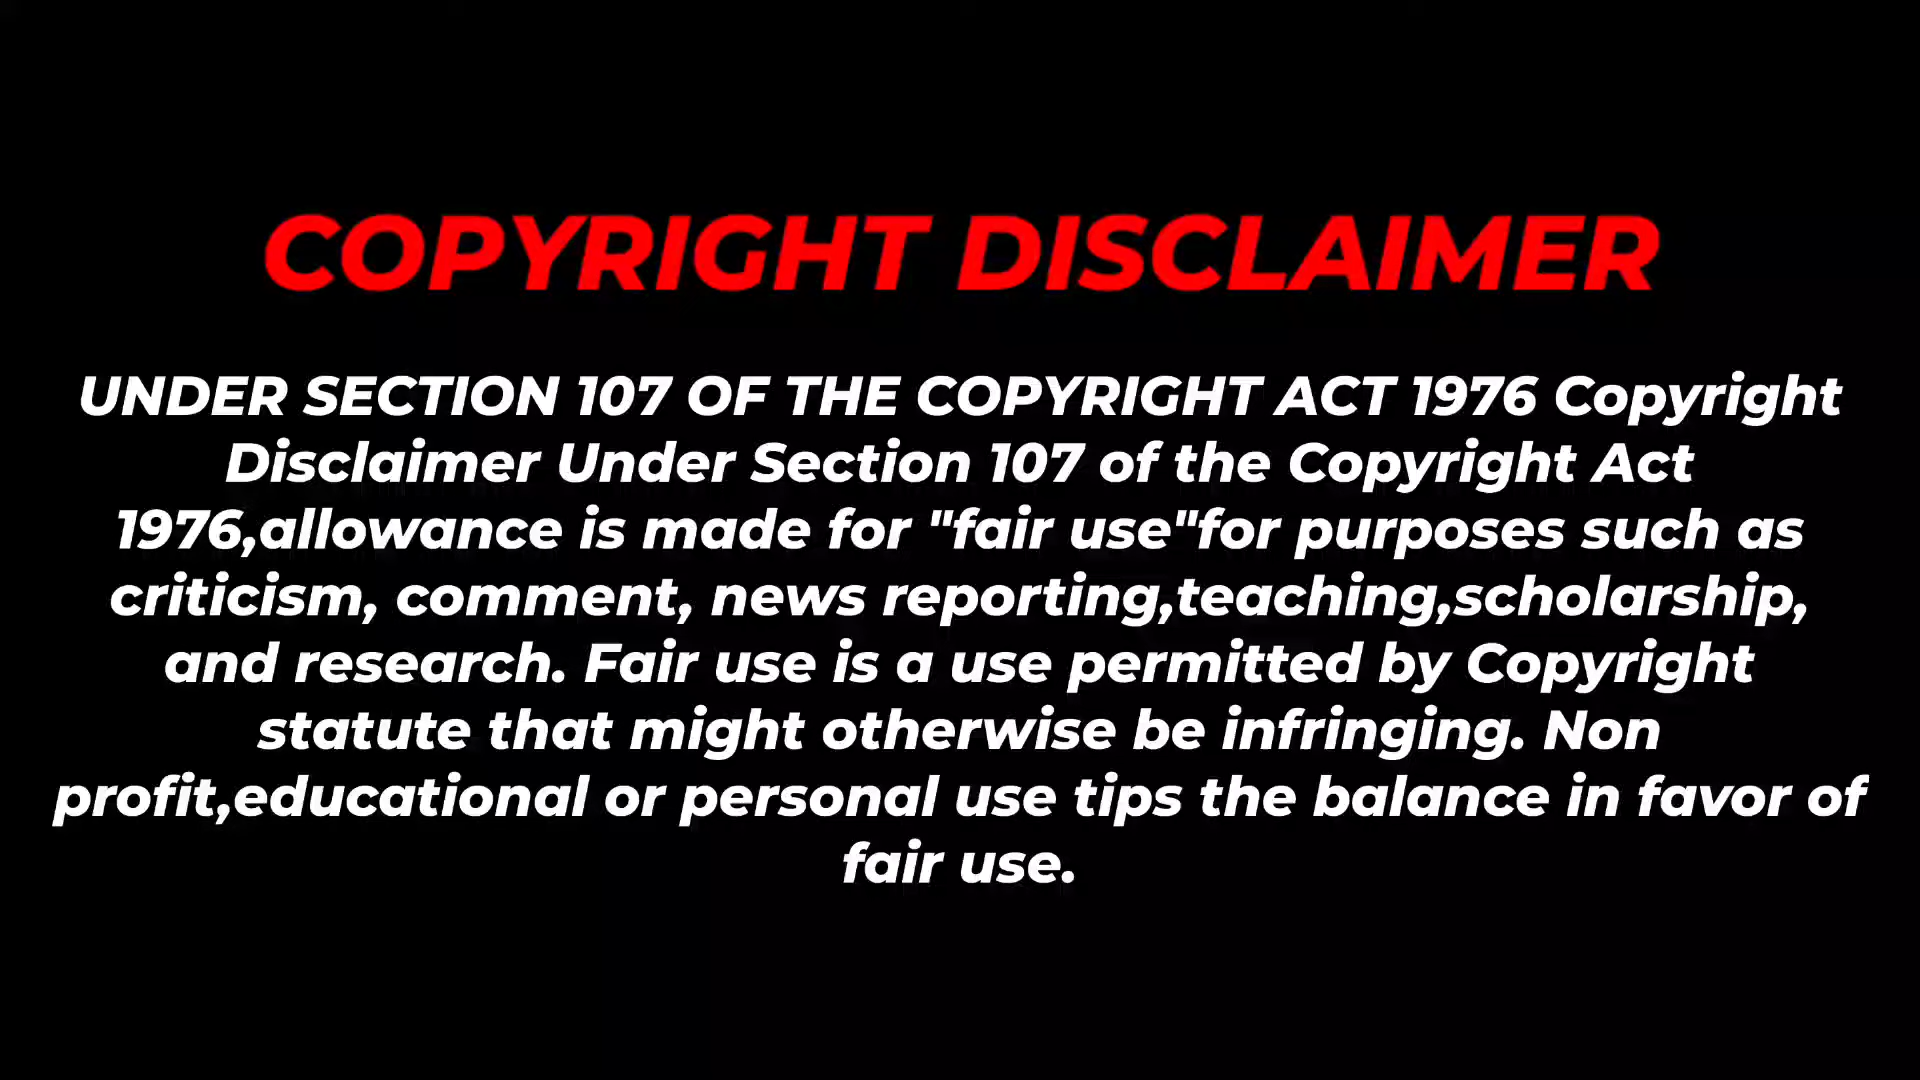 COPYRIGHT DISCLAIMER
UNDER SECTION 107 OF THE COPYRIGHT ACT 1976 Copyright
Disclaimer Under Section 107 of the Copyright Act
1976,allowance is made for "fair use"for purposes such as
criticism, comment, news reporting,teaching,scholarship,
and research. Fair use is a use permitted by Copyright
statute that might otherwise be infringing. Non
profit,educational or personal use tips the balance in favor of
fair use.